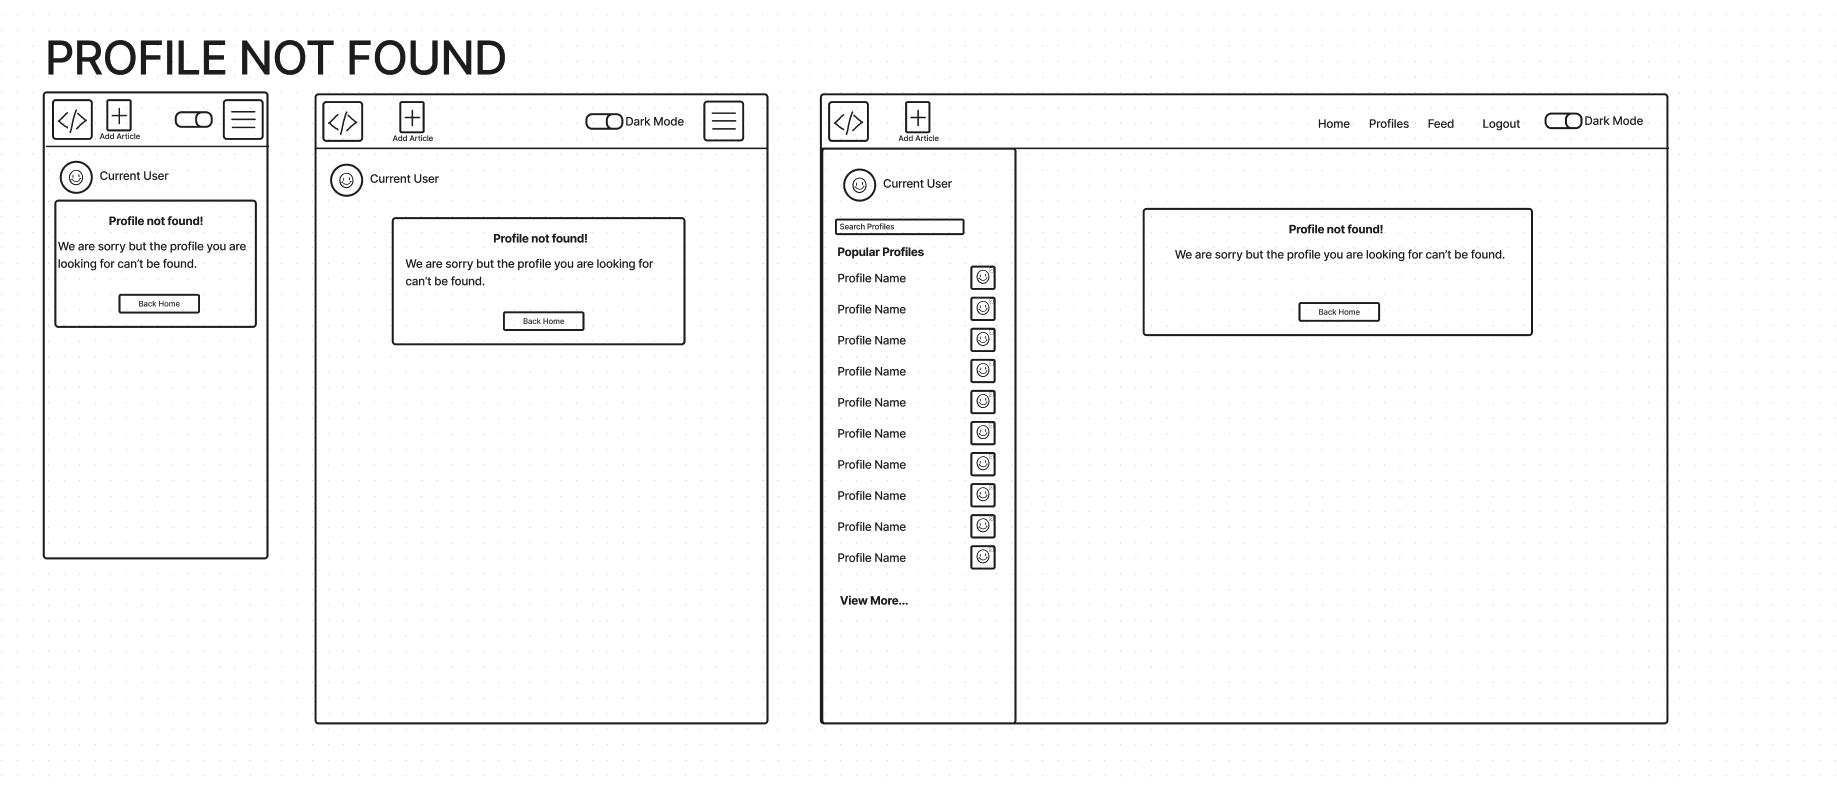 PROFILE NOT FOUND
</>
Add Article
Current User
Profile not found!
We are sorry but the profile you are
looking for can't be found.
Back Home
</>
Add Article
Dark Mode
Current User
Profile not found!
We are sorry but the profile you are looking for
can't be found.
Back Home
</>
Add Article
Home Profiles Feed Logout Dark Mode
Current User
Search Profiles
Popular Profiles
Profile Name
Profile Name
Profile Name
Profile Name
Profile Name
Profile Name
Profile Name
Profile Name
Profile Name
Profile Name
View More...
Profile not found!
We are sorry but the profile you are looking for can't be found.
Back Home